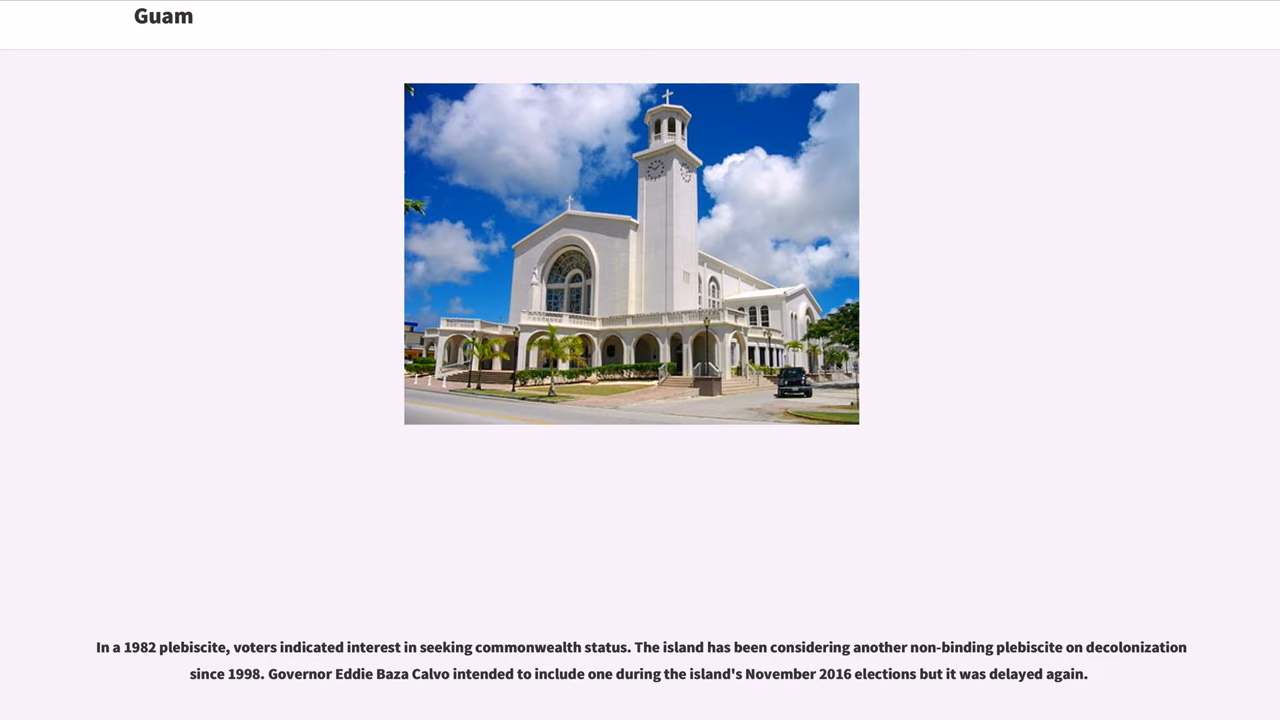 Guam
In a 1982 plebiscite, voters indicated interest in seeking commonwealth status. The island has been considering another non-binding plebiscite on decolonization
since 1998. Governor Eddie Baza Calvo intended to include one during the island's November 2016 elections but it was delayed again.